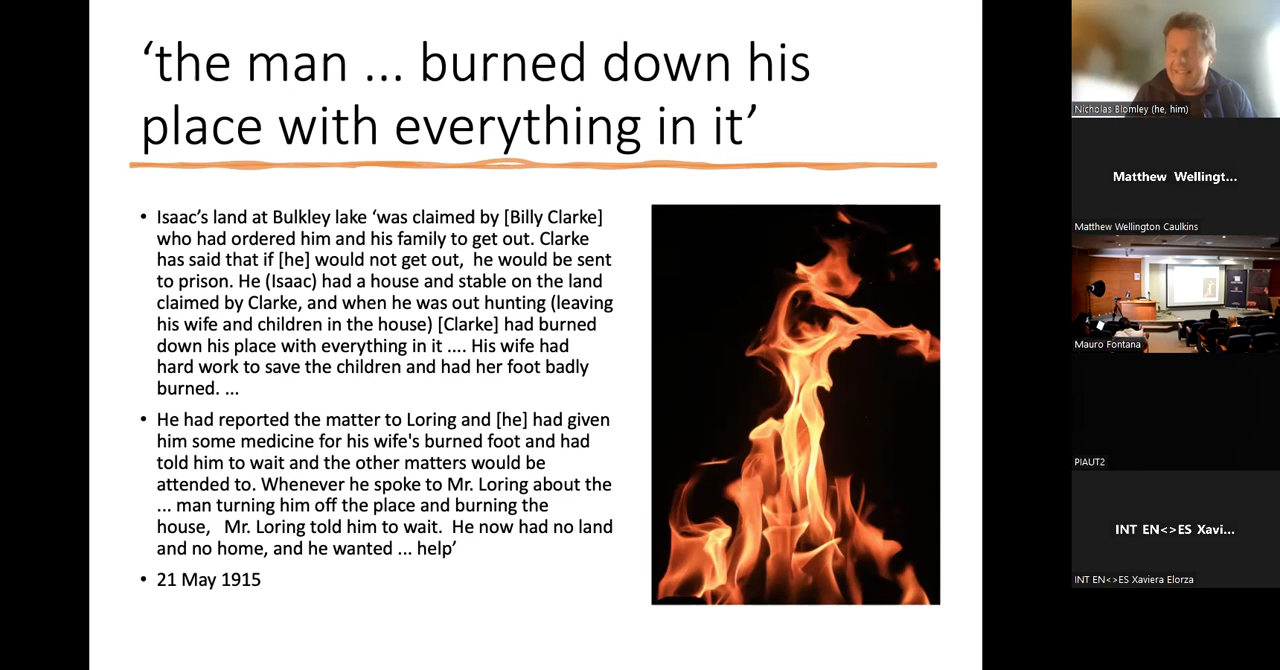 ‘the man ... burned down his
place with everything in it’
• Isaac’s land at Bulkley lake ‘was claimed by [Billy Clarke]
who had ordered him and his family to get out. Clarke
has said that if [he] would not get out,  he would be sent
to prison. He (Isaac) had a house and stable on the land
claimed by Clarke, and when he was out hunting (leaving
his wife and children in the house) [Clarke] had burned
down his place with everything in it .... His wife had
hard work to save the children and had her foot badly
burned. ...
• He had reported the matter to Loring and [he] had given
him some medicine for his wife's burned foot and had
told him to wait and the other matters would be
attended to. Whenever he spoke to Mr. Loring about the
... man turning him off the place and burning the
house,   Mr. Loring told him to wait.  He now had no land
and no home, and he wanted ... help’
• 21 May 1915
Nicholas Blomley (he, him)
Matthew Wellingt...
Matthew Wellington Caulkins
Mauro Fontana
PIAUT2
INT EN<>ES Xavi...
INT EN<>ES Xaviera Elorza